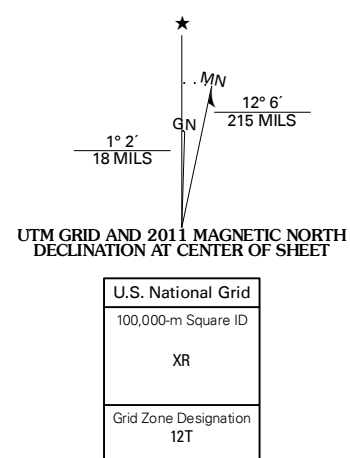 ★
MN
12° 6´
215 MILS
GN
1° 2´
18 MILS
UTM GRID AND 2011 MAGNETIC NORTH
DECLINATION AT CENTER OF SHEET
U.S. National Grid
100,000-m Square ID
XR
Grid Zone Designation
12T